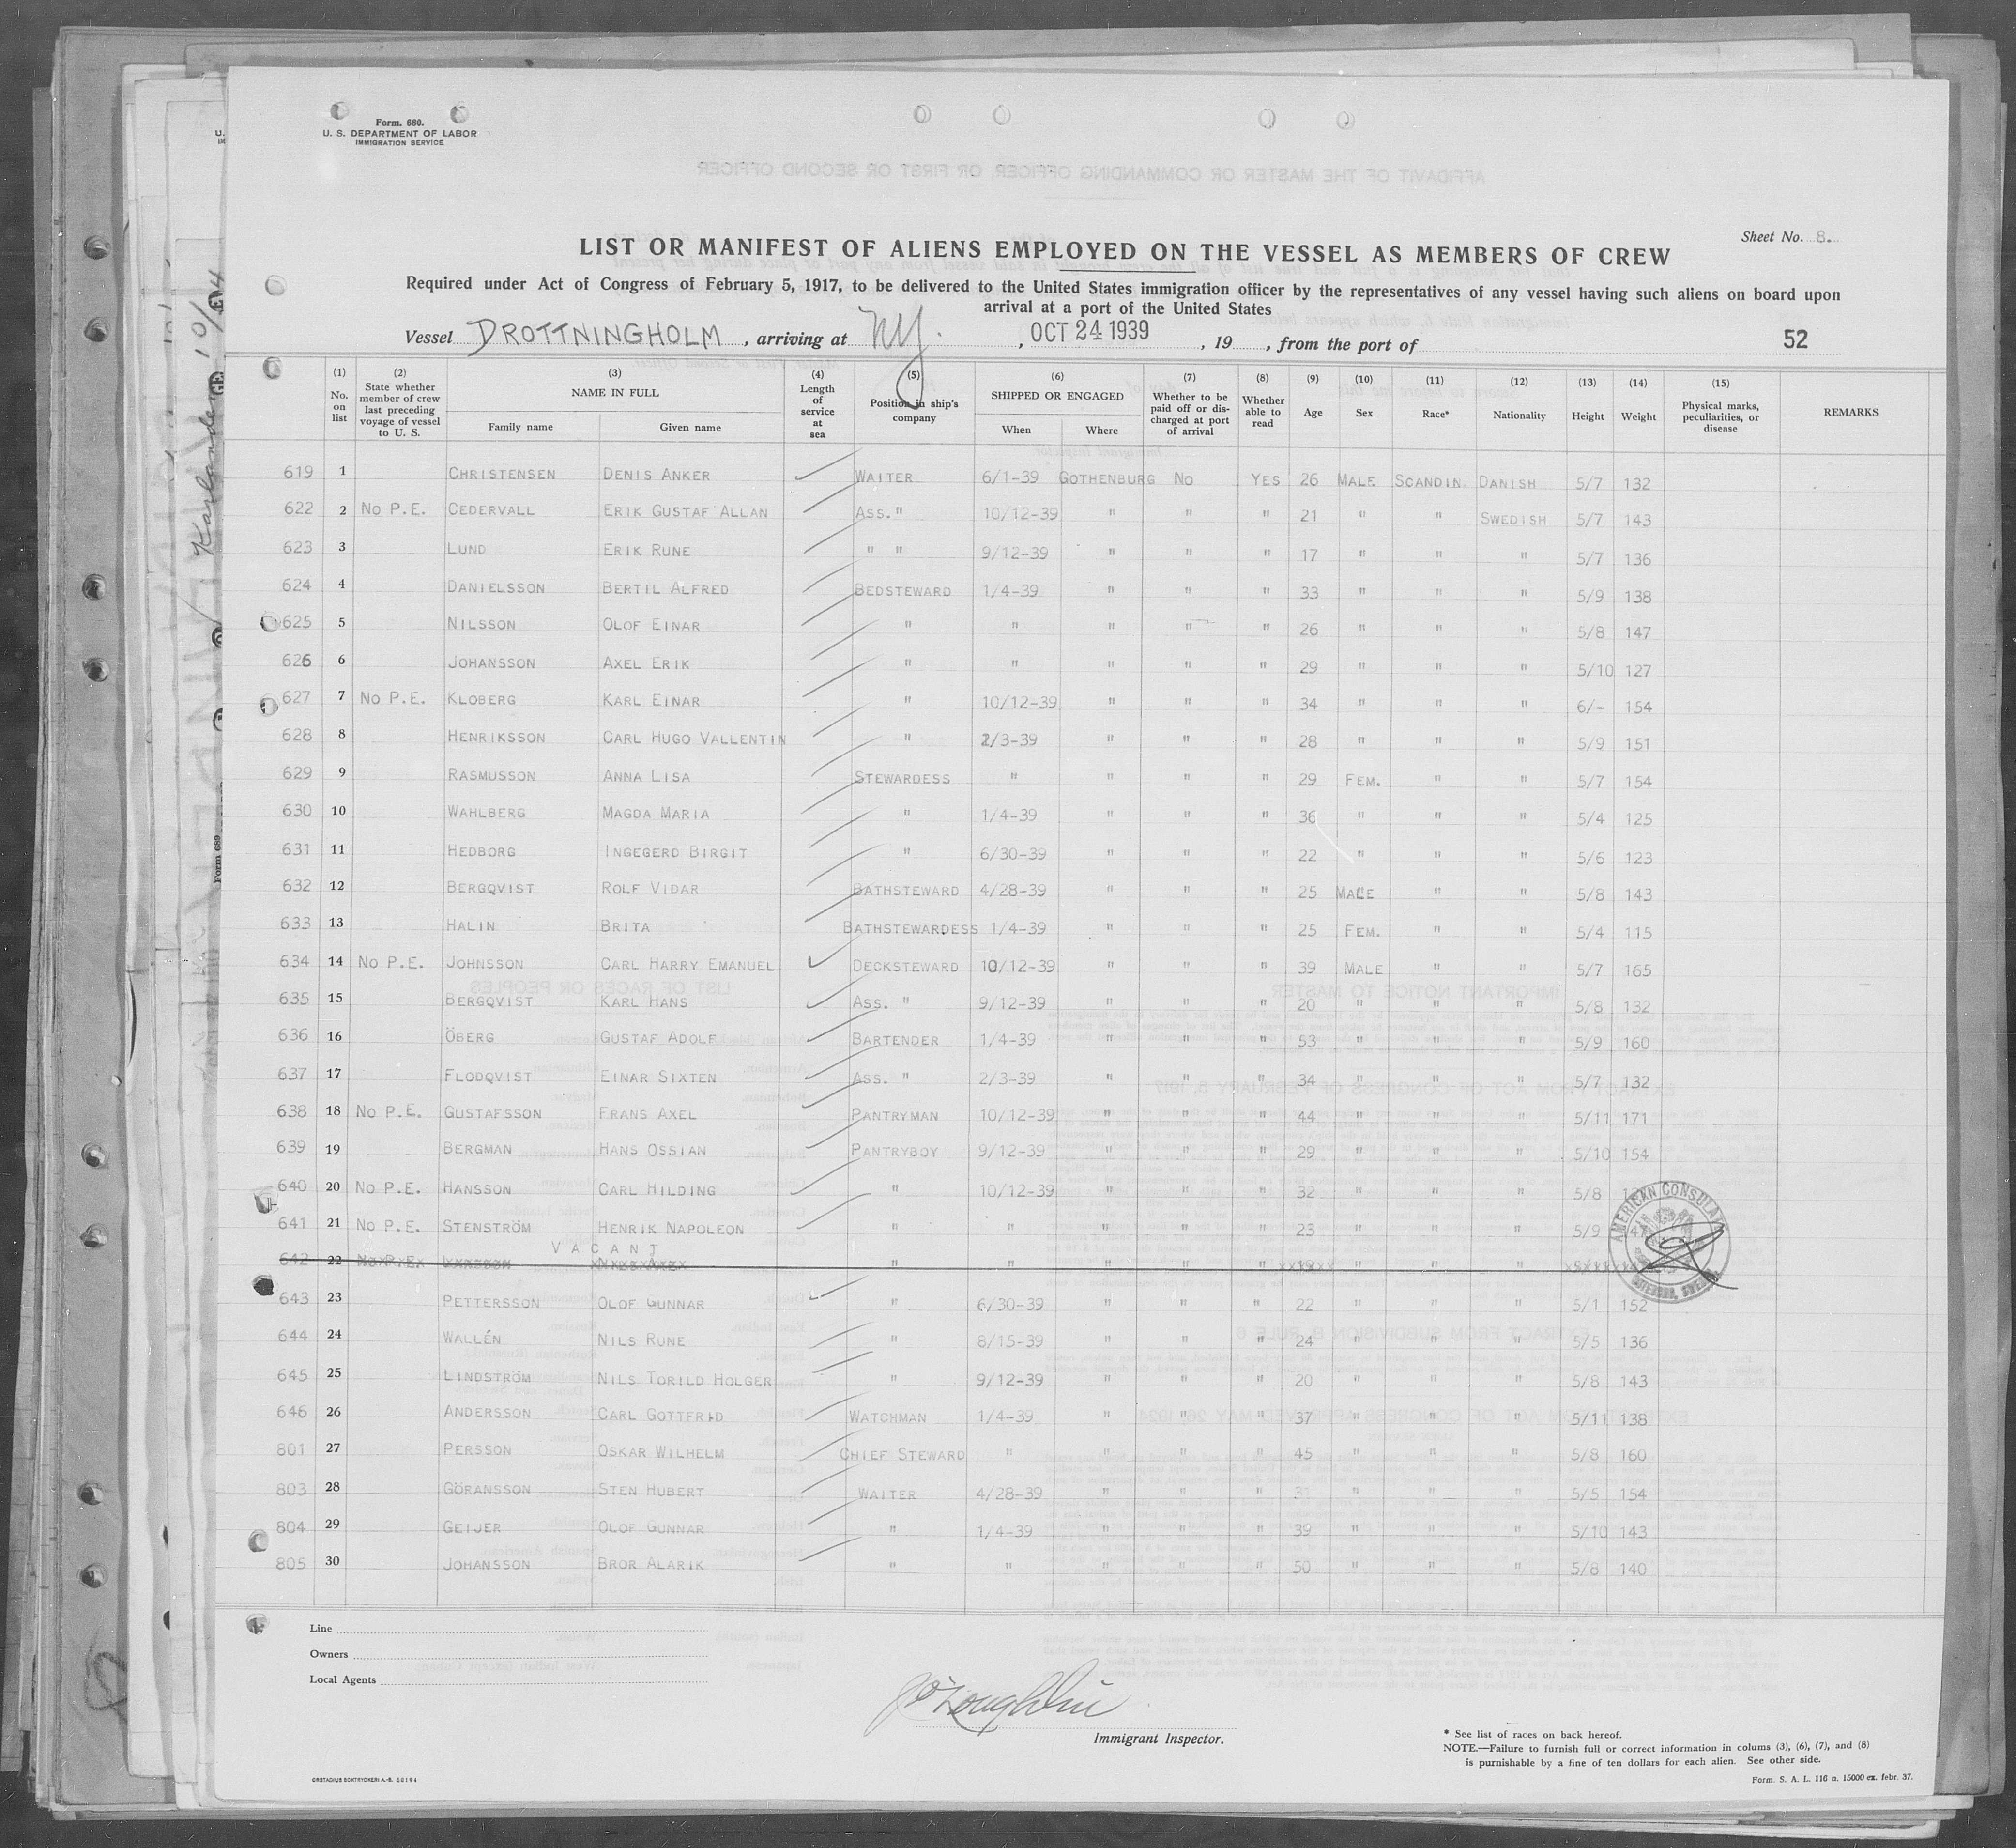 Form. 680.
U. S. DEPARTMENT OF LABOR
IMMIGRATION SERVICE
Sheet No. 8.
LIST OR MANIFEST OF ALIENS EMPLOYED ON THE VESSEL AS MEMBERS OF CREW
Required under Act of Congress of February 5, 1917, to be delivered to the United States immigration officer by the representatives of any vessel having such aliens on board upon
arrival at a port of the United States
Vessel DROTTNINGHOLM , arriving at NY. , OCT 24 1939 , 19 , from the port of 52
(1) No. on list (2) State whether member of crew last preceding voyage of vessel to U. S. (3) NAME IN FULL Family name Given name (4) Length of service at sea (5) Position in ship's company (6) SHIPPED OR ENGAGED When Where (7) Whether to be paid off or discharged at port of arrival (8) Whether able to read (9) Age (10) Sex (11) Race* (12) Nationality (13) Height (14) Weight (15) Physical marks, peculiarities, or disease REMARKS
619 1 CHRISTENSEN DENIS ANKER WAITER 6/1-39 GOTHENBURG NO YES 26 MALE SCANDIN. DANISH 5/7 132
622 2 NO P.E. CEDERVALL ERIK GUSTAF ALLAN ASS. " 10/12-39 " " " 21 " " SWEDISH 5/7 143
623 3 LUND ERIK RUNE " " 9/12-39 " " " 17 " " " 5/7 136
624 4 DANIELSSON BERTIL ALFRED BEDSTEWARD 1/4-39 " " " 33 " " " 5/9 138
625 5 NILSSON OLOF EINAR " " " " " 26 " " " 5/8 147
626 6 JOHANSSON AXEL ERIK " " " " " 29 " " " 5/10 127
627 7 NO P.E. KLOBERG KARL EINAR " 10/12-39 " " " 34 " " " 6/- 154
628 8 HENRIKSSON CARL HUGO VALLENTIN " 2/3-39 " " " 28 " " " 5/9 151
629 9 RASMUSSON ANNA LISA STEWARDESS " " " " 29 FEM. " " 5/7 154
630 10 WAHLBERG MAGDA MARIA " 1/4-39 " " " 36 " " " 5/4 125
631 11 HEDBORG INGEGERD BIRGIT " 6/30-39 " " " 22 " " " 5/6 123
632 12 BERGQVIST ROLF VIDAR BATHSTEWARD 4/28-39 " " " 25 MALE " " 5/8 143
633 13 HALIN BRITA BATHSTEWARDESS 1/4-39 " " " 25 FEM. " " 5/4 115
634 14 NO P.E. JOHNSSON CARL HARRY EMANUEL DECKSTEWARD 10/12-39 " " " 39 MALE " " 5/7 165
635 15 BERGQVIST KARL HANS ASS. " 9/12-39 " " " 20 " " " 5/8 132
636 16 ÖBERG GUSTAF ADOLF BARTENDER 1/4-39 " " " 53 " " " 5/9 160
637 17 FLODQVIST EINAR SIXTEN ASS. " 2/3-39 " " " 34 " " " 5/7 132
638 18 NO P.E. GUSTAFSSON FRANS AXEL PANTRYMAN 10/12-39 " " " 44 " " " 5/11 171
639 19 BERGMAN HANS OSSIAN PANTRYBOY 9/12-39 " " " 29 " " " 5/10 154
640 20 NO P.E. HANSSON CARL HILDING " 10/12-39 " " " 32 " " " 5/8
641 21 NO P.E. STENSTRÖM HENRIK NAPOLEON " " " " " 23 " " " 5/9
642 22 VACANT " " " " " " " "
643 23 PETTERSSON OLOF GUNNAR " 6/30-39 " " " 22 " " " 5/1 152
644 24 WALLÉN NILS RUNE " 8/15-39 " " " 24 " " " 5/5 136
645 25 LINDSTRÖM NILS TORILD HOLGER " 9/12-39 " " " 20 " " " 5/8 143
646 26 ANDERSSON CARL GOTTFRID WATCHMAN 1/4-39 " " " 37 " " " 5/11 138
801 27 PERSSON OSKAR WILHELM CHIEF STEWARD " " " " 45 " " " 5/8 160
803 28 GÖRANSSON STEN HUBERT WAITER 4/28-39 " " " 31 " " " 5/5 154
804 29 GEIJER OLOF GUNNAR " 1/4-39 " " " 39 " " " 5/10 143
805 30 JOHANSSON BROR ALARIK " " " " " 50 " " " 5/8 140
AMERICAN CONSULATE
Line
Owners
Local Agents
Immigrant Inspector.
* See list of races on back hereof.
NOTE.—Failure to furnish full or correct information in colums (3), (6), (7), and (8)
is punishable by a fine of ten dollars for each alien. See other side.
Form. S. A. L. 116 n. 15000 ex. febr. 37.